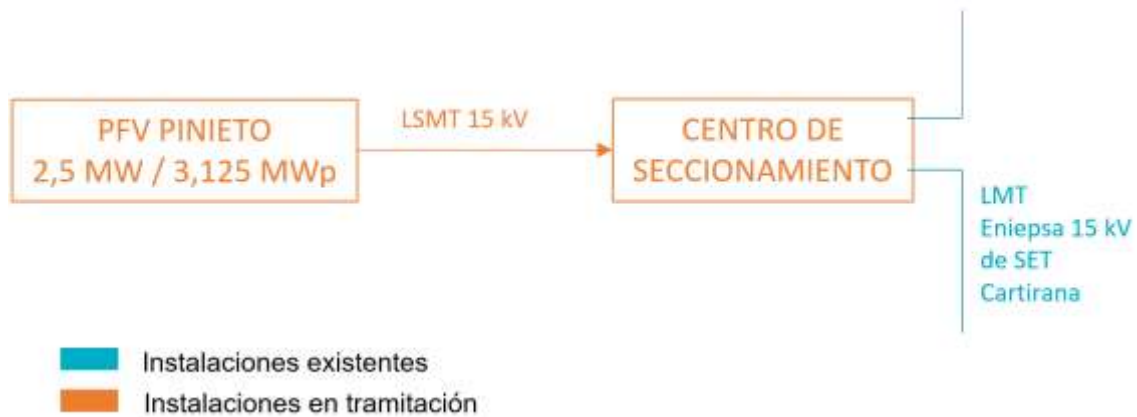 PFV PINIETO
2,5 MW / 3,125 MWp
LSMT 15 kV
CENTRO DE
SECCIONAMIENTO
LMT
Eniepsa 15 kV
de SET
Cartirana
Instalaciones existentes
Instalaciones en tramitación